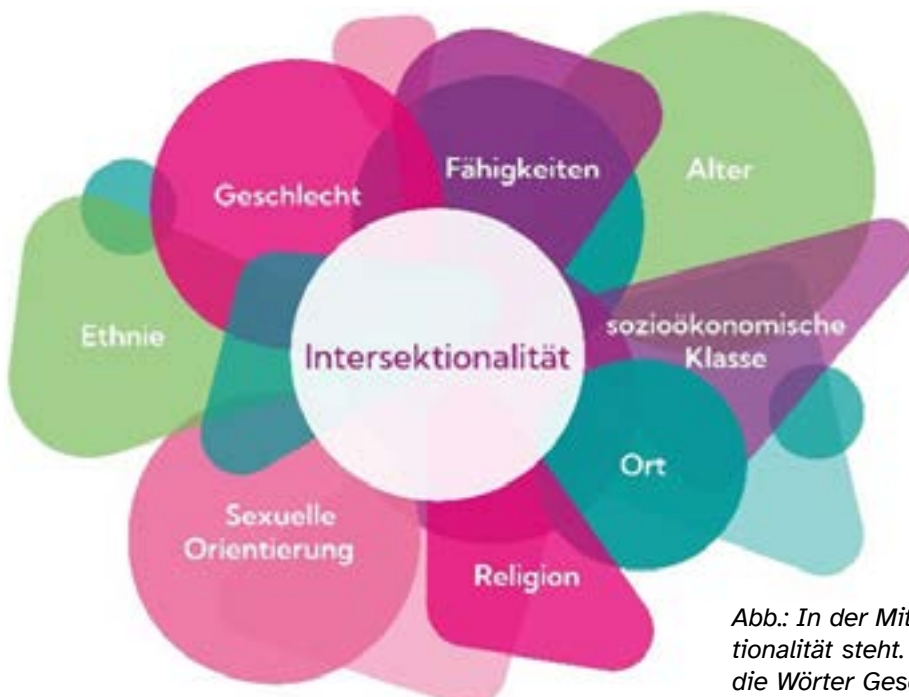 Geschlecht
Fähigkeiten
Alter
Ethnie
Intersektionalität
sozioökonomische
Klasse
Ort
Sexuelle
Orientierung
Religion
Abb.: In der Mit
tionalität steht.
die Wörter Ges